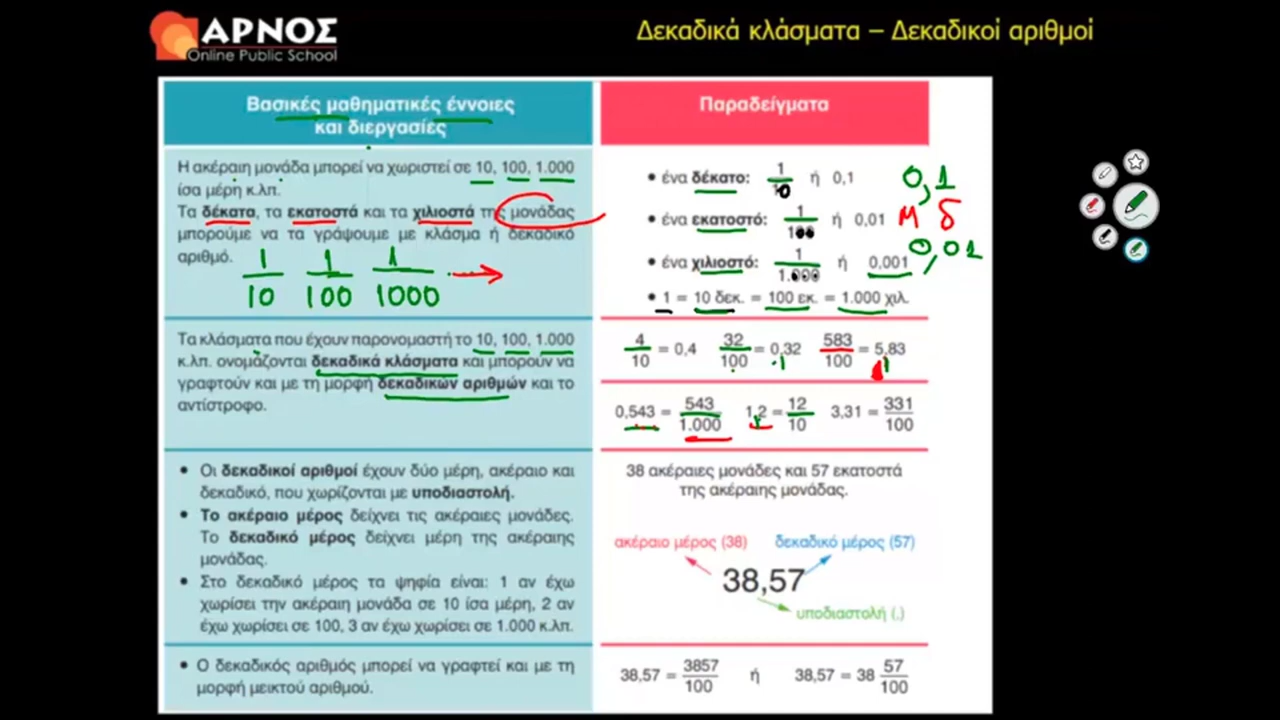 ΑΡΝΟΣ
Online Public School
Δεκαδικά κλάσματα – Δεκαδικοί αριθμοί
Βασικές μαθηματικές έννοιες
και διεργασίες
Η ακέραιη μονάδα μπορεί να χωριστεί σε 10, 100, 1.000
ίσα μέρη κ.λπ.
Τα δέκατα, τα εκατοστά και τα χιλιοστά της μονάδας
μπορούμε να τα γράψουμε με κλάσμα ή δεκαδικό
αριθμό.
1/10 1/100 1/1000
Παραδείγματα
• ένα δέκατο: 1/10 ή 0,1 0,1
Μ δ
• ένα εκατοστό: 1/100 ή 0,01 0,01
• ένα χιλιοστό: 1/1.000 ή 0,001
• 1 = 10 δεκ. = 100 εκ. = 1.000 χιλ.
Τα κλάσματα που έχουν παρονομαστή το 10, 100, 1.000
κ.λπ. ονομάζονται δεκαδικά κλάσματα και μπορούν να
γραφτούν και με τη μορφή δεκαδικών αριθμών και το
αντίστροφο.
4/10 = 0,4 32/100 = 0,32 583/100 = 5,83
0,543 = 543/1.000 1,2 = 12/10 3,31 = 331/100
• Οι δεκαδικοί αριθμοί έχουν δύο μέρη, ακέραιο και
δεκαδικό, που χωρίζονται με υποδιαστολή.
• Το ακέραιο μέρος δείχνει τις ακέραιες μονάδες.
Το δεκαδικό μέρος δείχνει μέρη της ακέραιης
μονάδας.
• Στο δεκαδικό μέρος τα ψηφία είναι: 1 αν έχω
χωρίσει την ακέραιη μονάδα σε 10 ίσα μέρη, 2 αν
έχω χωρίσει σε 100, 3 αν έχω χωρίσει σε 1.000 κ.λπ.
38 ακέραιες μονάδες και 57 εκατοστά
της ακέραιης μονάδας.
ακέραιο μέρος (38) δεκαδικό μέρος (57)
38,57
υποδιαστολή (,)
• Ο δεκαδικός αριθμός μπορεί να γραφτεί και με τη
μορφή μεικτού αριθμού.
38,57 = 3857/100 ή 38,57 = 38 57/100